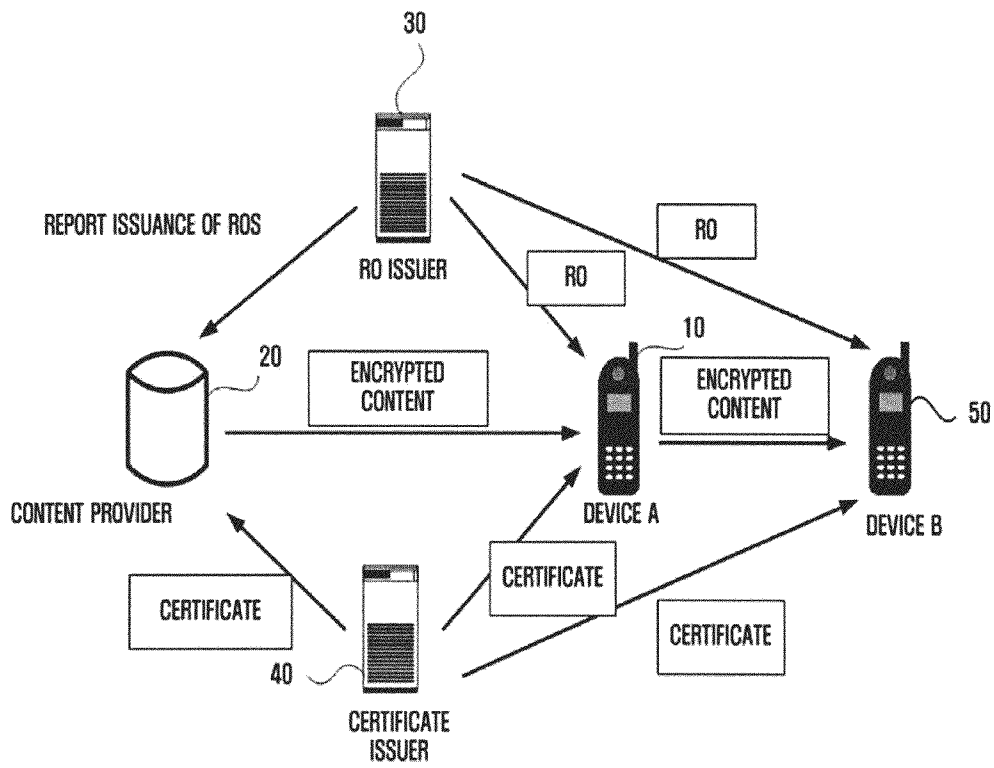 30
REPORT ISSUANCE OF ROS
RO ISSUER
RO
RO
10
20
ENCRYPTED
CONTENT
ENCRYPTED
CONTENT
50
CONTENT PROVIDER
DEVICE A
DEVICE B
CERTIFICATE
CERTIFICATE
CERTIFICATE
40
CERTIFICATE
ISSUER